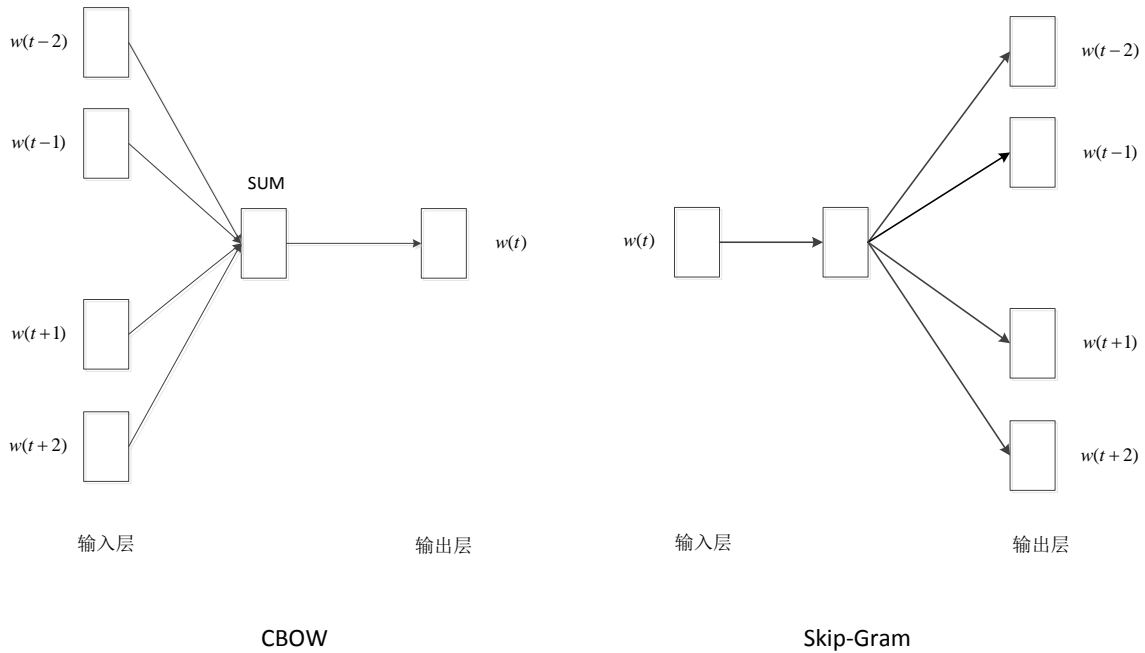 w(t−2)
w(t−1)
SUM
w(t)
w(t+1)
w(t+2)
输入层
输出层
CBOW
w(t−2)
w(t−1)
w(t)
w(t+1)
w(t+2)
输入层
输出层
Skip-Gram